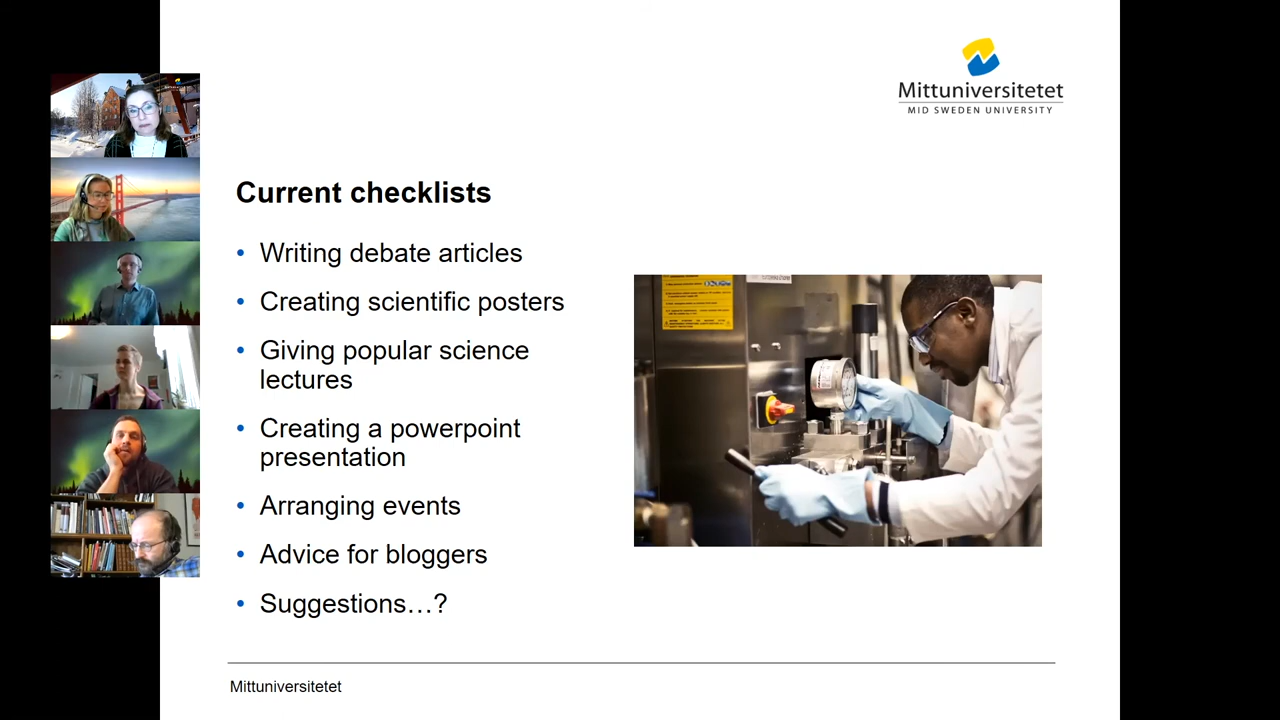 Mittuniversitetet
MID SWEDEN UNIVERSITY
Current checklists
• Writing debate articles
• Creating scientific posters
• Giving popular science
lectures
• Creating a powerpoint
presentation
• Arranging events
• Advice for bloggers
• Suggestions…?
Mittuniversitetet